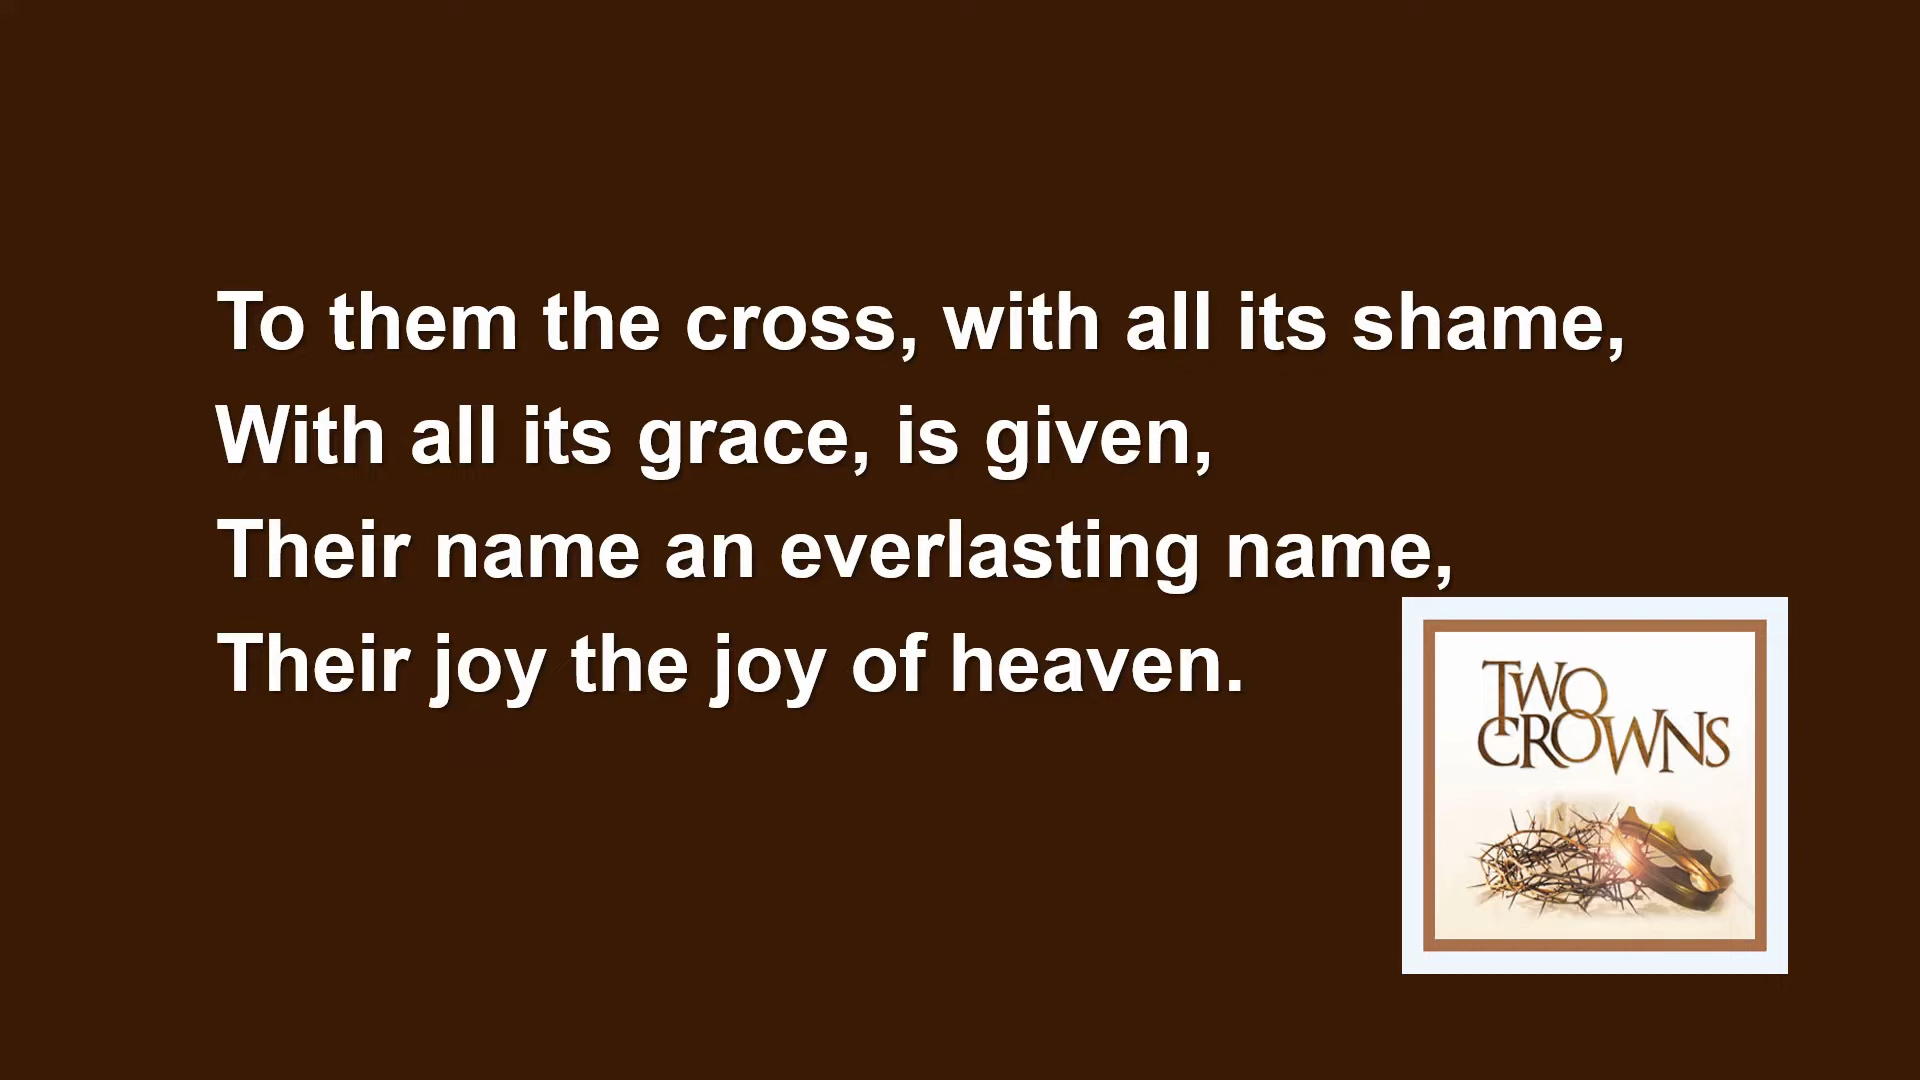 To them the cross, with all its shame,
With all its grace, is given,
Their name an everlasting name,
Their joy the joy of heaven.
TWO
CROWNS